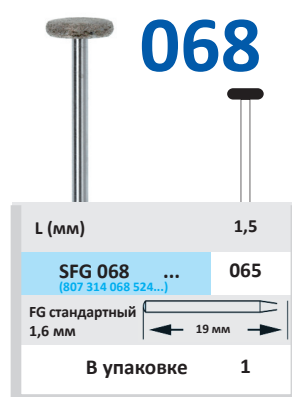 068
L (мм) 1,5
SFG 068 ... 065
(807 314 068 524...)
FG стандартный
1,6 мм 19 мм
В упаковке 1